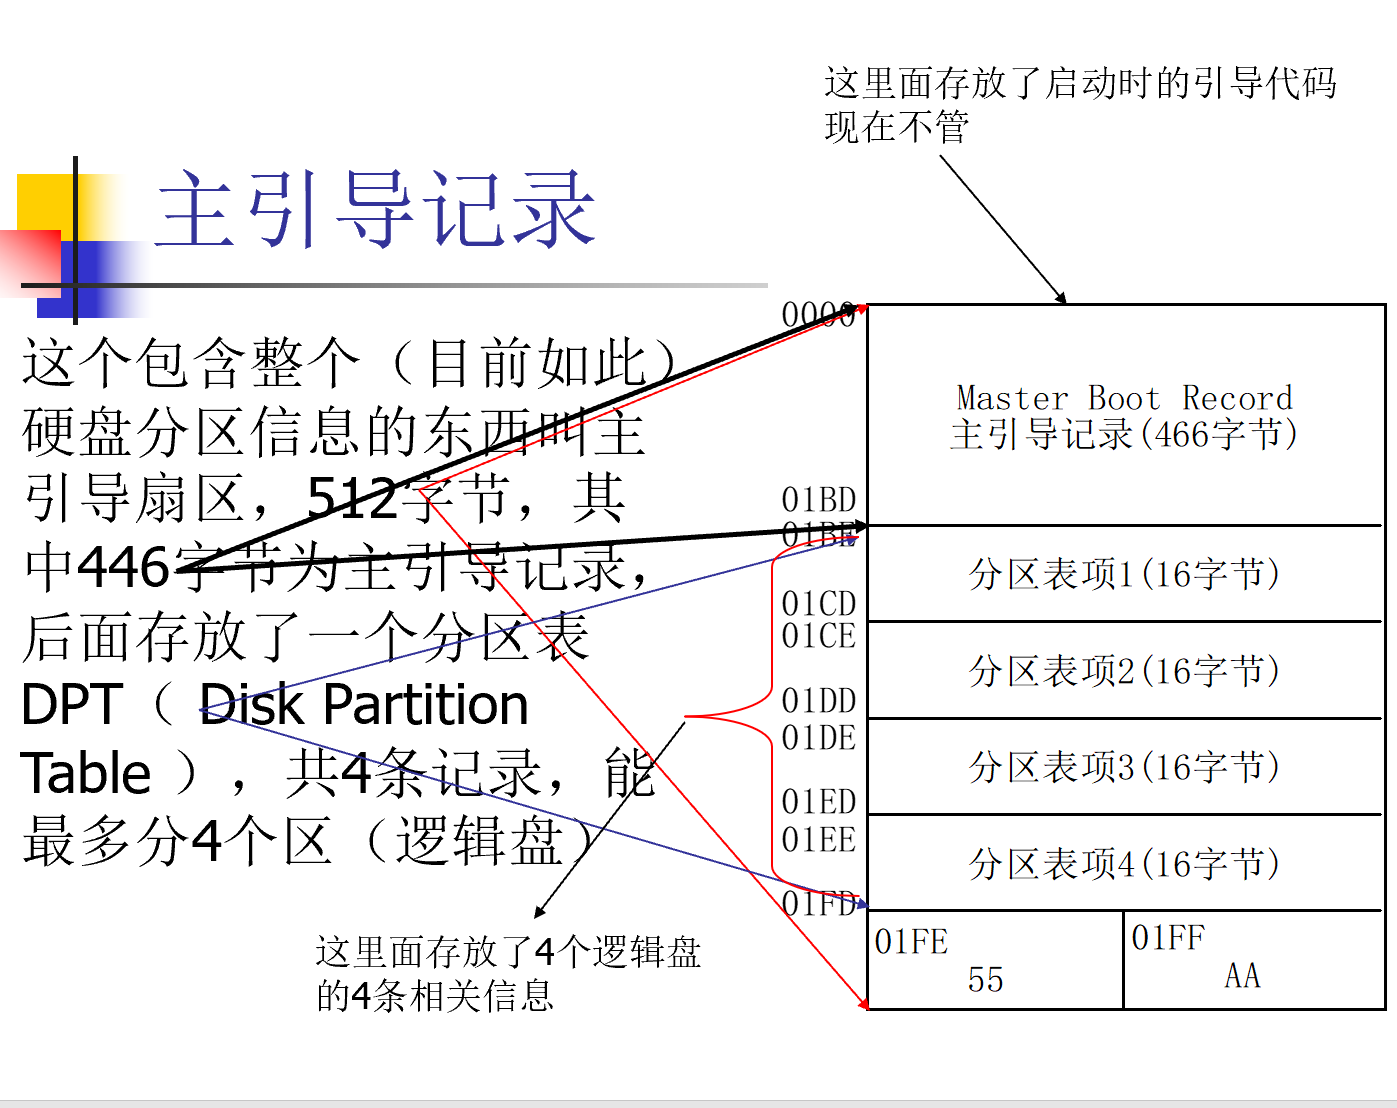 这里面存放了启动时的引导代码
现在不管
主引导记录
这个包含整个（目前如此）
硬盘分区信息的东西叫主
引导扇区，512字节，其
中446字节为主引导记录，
后面存放了一个分区表
DPT（ Disk Partition
Table ），共4条记录，能
最多分4个区（逻辑盘）
这里面存放了4个逻辑盘
的4条相关信息
0000
Master Boot Record
主引导记录(466字节)
01BD
01BE
分区表项1(16字节)
01CD
01CE
分区表项2(16字节)
01DD
01DE
分区表项3(16字节)
01ED
01EE
分区表项4(16字节)
01FD
01FE
55
01FF
AA